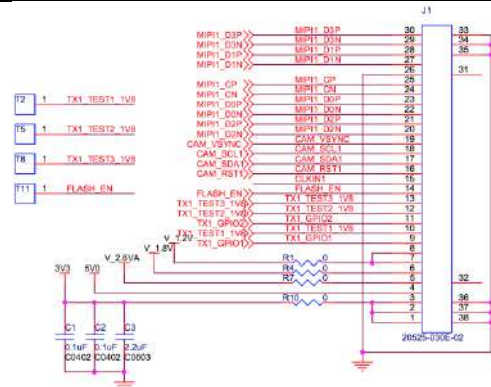 J1
MIPI1_D3P MIPI1_D3P 30 33
MIPI1_D3N MIPI1_D3N 29 34
MIPI1_D1P MIPI1_D1P 28 35
MIPI1_D1N MIPI1_D1N 27
26 31
MIPI1_CP MIPI1_CP 25
MIPI1_CN MIPI1_CN 24
MIPI1_D0P MIPI1_D0P 23
MIPI1_D0N MIPI1_D0N 22
MIPI1_D2P MIPI1_D2P 21
MIPI1_D2N MIPI1_D2N 20
CAM_VSYNC CAM_VSYNC 19
CAM_SCL1 CAM_SCL1 18
CAM_SDA1 CAM_SDA1 17
CAM_RST1 CAM_RST1 16
CLKIN1 15
FLASH_EN FLASH_EN 14
TX1_TEST3_1V8 TX1_TEST3_1V8 13
TX1_TEST2_1V8 TX1_TEST2_1V8 12
TX1_GPIO2 TX1_GPIO2 11
TX1_TEST1_1V8 TX1_TEST1_1V8 10
TX1_GPIO1 TX1_GPIO1 9
8
7
6
5 32
4
3 36
2 37
1 38
20525-030E-02
T2 1 TX1_TEST1_1V8
T5 1 TX1_TEST2_1V8
T8 1 TX1_TEST3_1V8
T11 1 FLASH_EN
V_1.2V
V_1.8V
V_2.8VA
3V3 5V0
R1 0
R4 0
R7 0
R10 0
C1 C2 C3
0.1uF 0.1uF 2.2uF
C0402 C0402 C0603